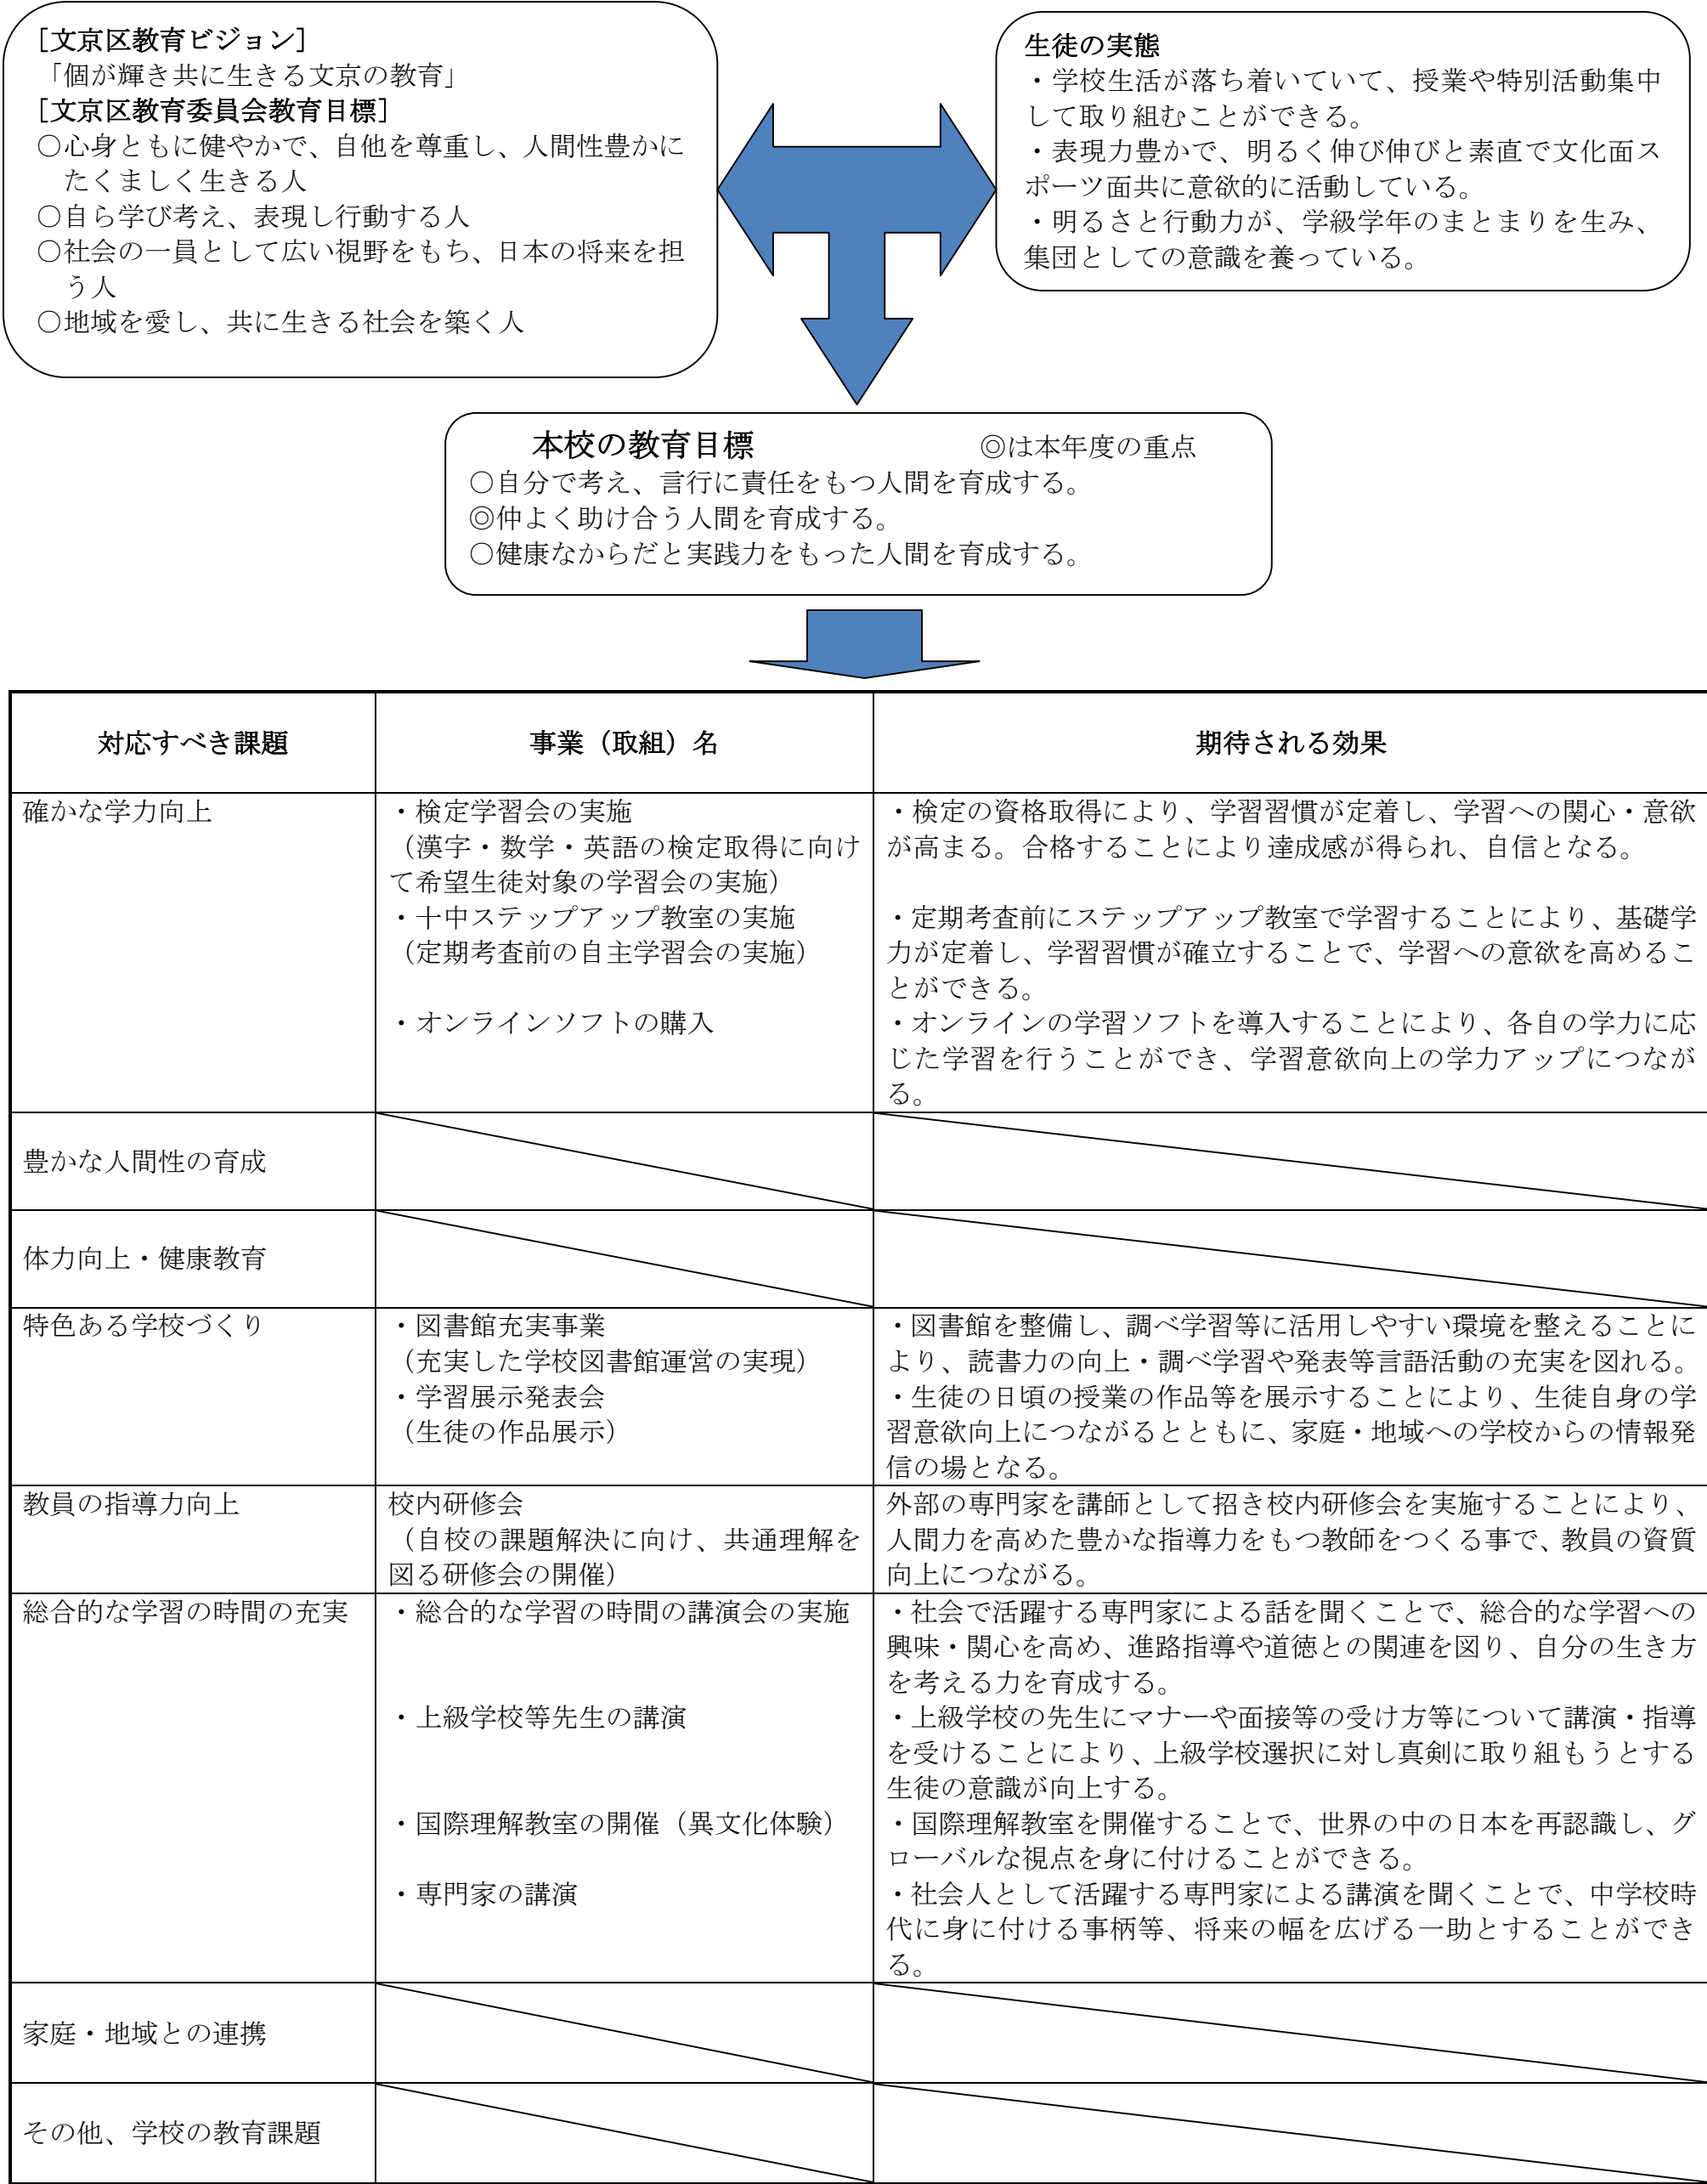 ［文京区教育ビジョン］
「個が輝き共に生きる文京の教育」
［文京区教育委員会教育目標］
○心身ともに健やかで、自他を尊重し、人間性豊かに
たくましく生きる人
○自ら学び考え、表現し行動する人
○社会の一員として広い視野をもち、日本の将来を担
う人
○地域を愛し、共に生きる社会を築く人
生徒の実態
・学校生活が落ち着いていて、授業や特別活動集中
して取り組むことができる。
・表現力豊かで、明るく伸び伸びと素直で文化面ス
ポーツ面共に意欲的に活動している。
・明るさと行動力が、学級学年のまとまりを生み、
集団としての意識を養っている。
本校の教育目標　◎は本年度の重点
○自分で考え、言行に責任をもつ人間を育成する。
◎仲よく助け合う人間を育成する。
○健康なからだと実践力をもった人間を育成する。
対応すべき課題
事業（取組）名
期待される効果
確かな学力向上
・検定学習会の実施
（漢字・数学・英語の検定取得に向け
て希望生徒対象の学習会の実施）
・十中ステップアップ教室の実施
（定期考査前の自主学習会の実施）
・オンラインソフトの購入
・検定の資格取得により、学習習慣が定着し、学習への関心・意欲
が高まる。合格することにより達成感が得られ、自信となる。
・定期考査前にステップアップ教室で学習することにより、基礎学
力が定着し、学習習慣が確立することで、学習への意欲を高めるこ
とができる。
・オンラインの学習ソフトを導入することにより、各自の学力に応
じた学習を行うことができ、学習意欲向上の学力アップにつなが
る。
豊かな人間性の育成
体力向上・健康教育
特色ある学校づくり
・図書館充実事業
（充実した学校図書館運営の実現）
・学習展示発表会
（生徒の作品展示）
・図書館を整備し、調べ学習等に活用しやすい環境を整えることに
より、読書力の向上・調べ学習や発表等言語活動の充実を図れる。
・生徒の日頃の授業の作品等を展示することにより、生徒自身の学
習意欲向上につながるとともに、家庭・地域への学校からの情報発
信の場となる。
教員の指導力向上
校内研修会
（自校の課題解決に向け、共通理解を
図る研修会の開催）
外部の専門家を講師として招き校内研修会を実施することにより、
人間力を高めた豊かな指導力をもつ教師をつくる事で、教員の資質
向上につながる。
総合的な学習の時間の充実
・総合的な学習の時間の講演会の実施
・上級学校等先生の講演
・国際理解教室の開催（異文化体験）
・専門家の講演
・社会で活躍する専門家による話を聞くことで、総合的な学習への
興味・関心を高め、進路指導や道徳との関連を図り、自分の生き方
を考える力を育成する。
・上級学校の先生にマナーや面接等の受け方等について講演・指導
を受けることにより、上級学校選択に対し真剣に取り組もうとする
生徒の意識が向上する。
・国際理解教室を開催することで、世界の中の日本を再認識し、グ
ローバルな視点を身に付けることができる。
・社会人として活躍する専門家による講演を聞くことで、中学校時
代に身に付ける事柄等、将来の幅を広げる一助とすることができ
る。
家庭・地域との連携
その他、学校の教育課題